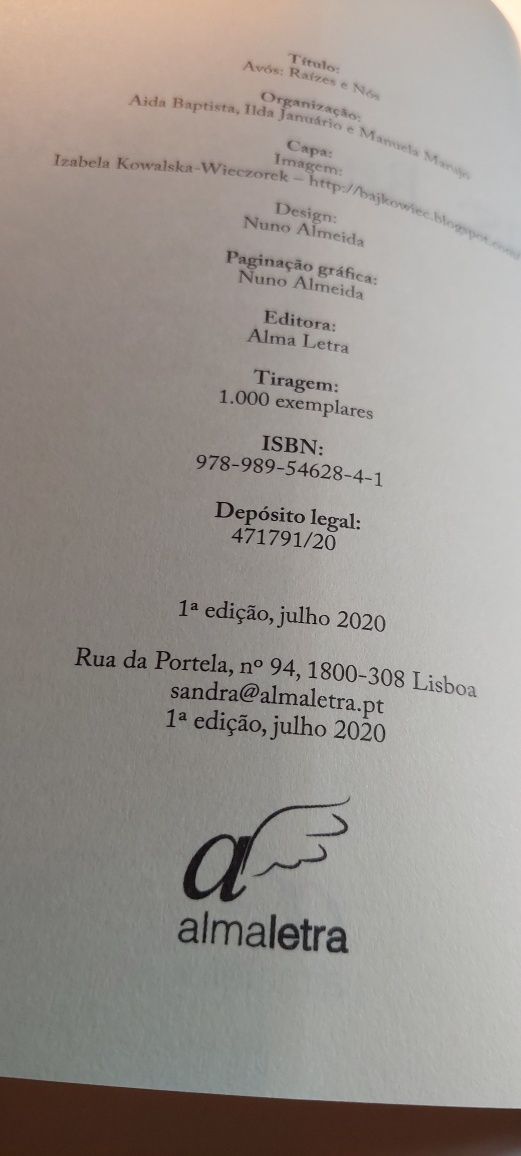 Título:
Avós: Raízes e Nós
Organização:
Aida Baptista, Ilda Januário e Manuela Marujo
Capa:
Imagem:
Izabela Kowalska-Wieczorek – http://bajkowiec.blogspot.com/
Design:
Nuno Almeida
Paginação gráfica:
Nuno Almeida
Editora:
Alma Letra
Tiragem:
1.000 exemplares
ISBN:
978-989-54628-4-1
Depósito legal:
471791/20
1ª edição, julho 2020
Rua da Portela, nº 94, 1800-308 Lisboa
sandra@almaletra.pt
1ª edição, julho 2020
a
almaletra